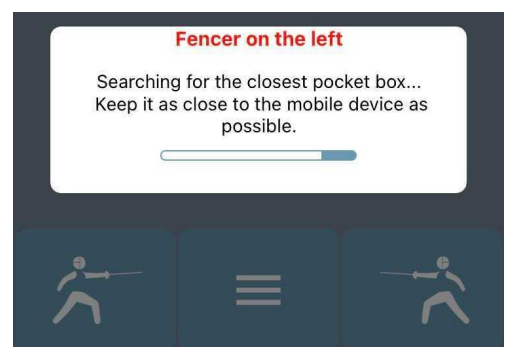 Fencer on the left
Searching for the closest pocket box...
Keep it as close to the mobile device as
possible.